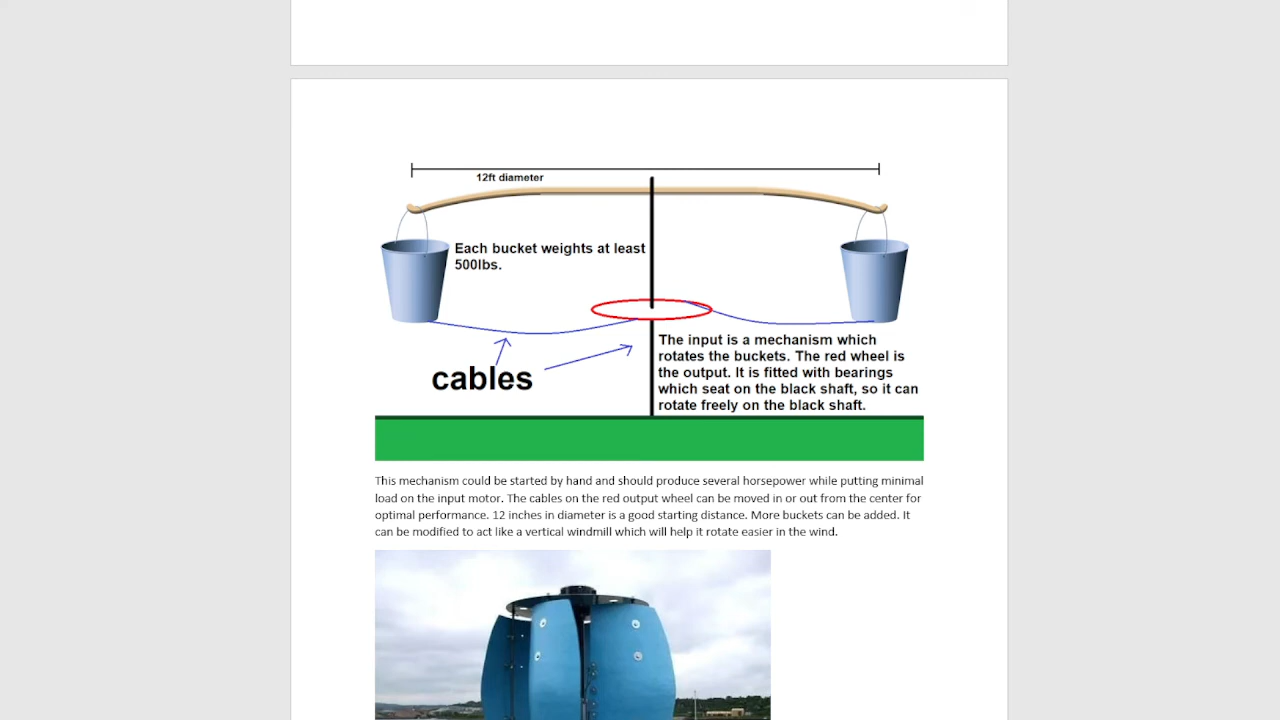 12ft diameter
Each bucket weights at least
500lbs.
The input is a mechanism which
rotates the buckets. The red wheel is
the output. It is fitted with bearings
which seat on the black shaft, so it can
rotate freely on the black shaft.
cables
This mechanism could be started by hand and should produce several horsepower while putting minimal
load on the input motor. The cables on the red output wheel can be moved in or out from the center for
optimal performance. 12 inches in diameter is a good starting distance. More buckets can be added. It
can be modified to act like a vertical windmill which will help it rotate easier in the wind.